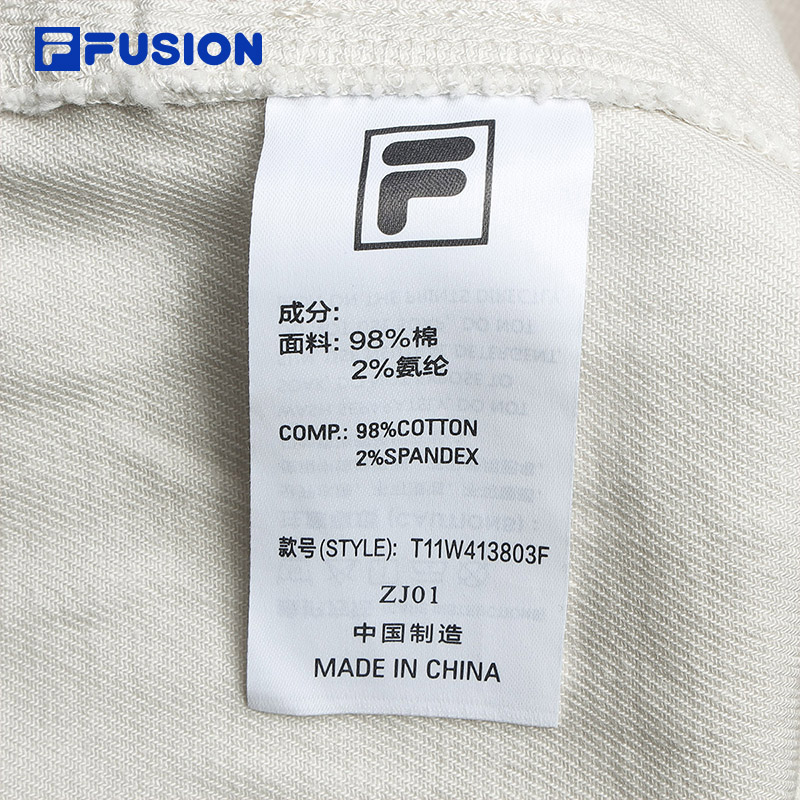 FUSION
成分:
面料: 98%棉
2%氨纶
COMP.: 98%COTTON
2%SPANDEX
款号(STYLE): T11W413803F
ZJ01
中国制造
MADE IN CHINA